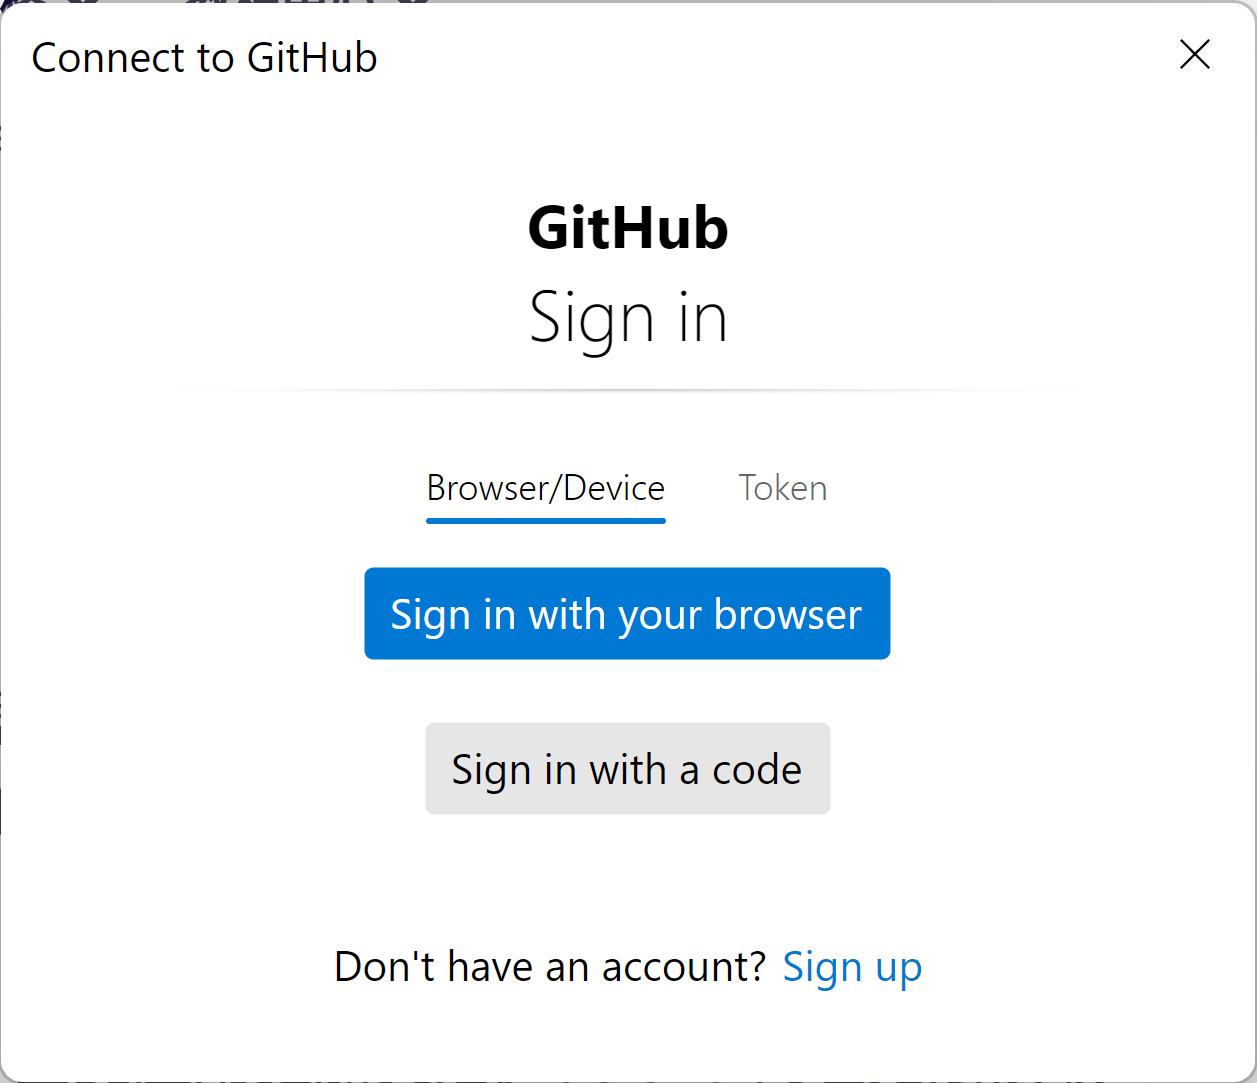 Connect to GitHub
GitHub
Sign in
Browser/Device Token
Sign in with your browser
Sign in with a code
Don't have an account? Sign up